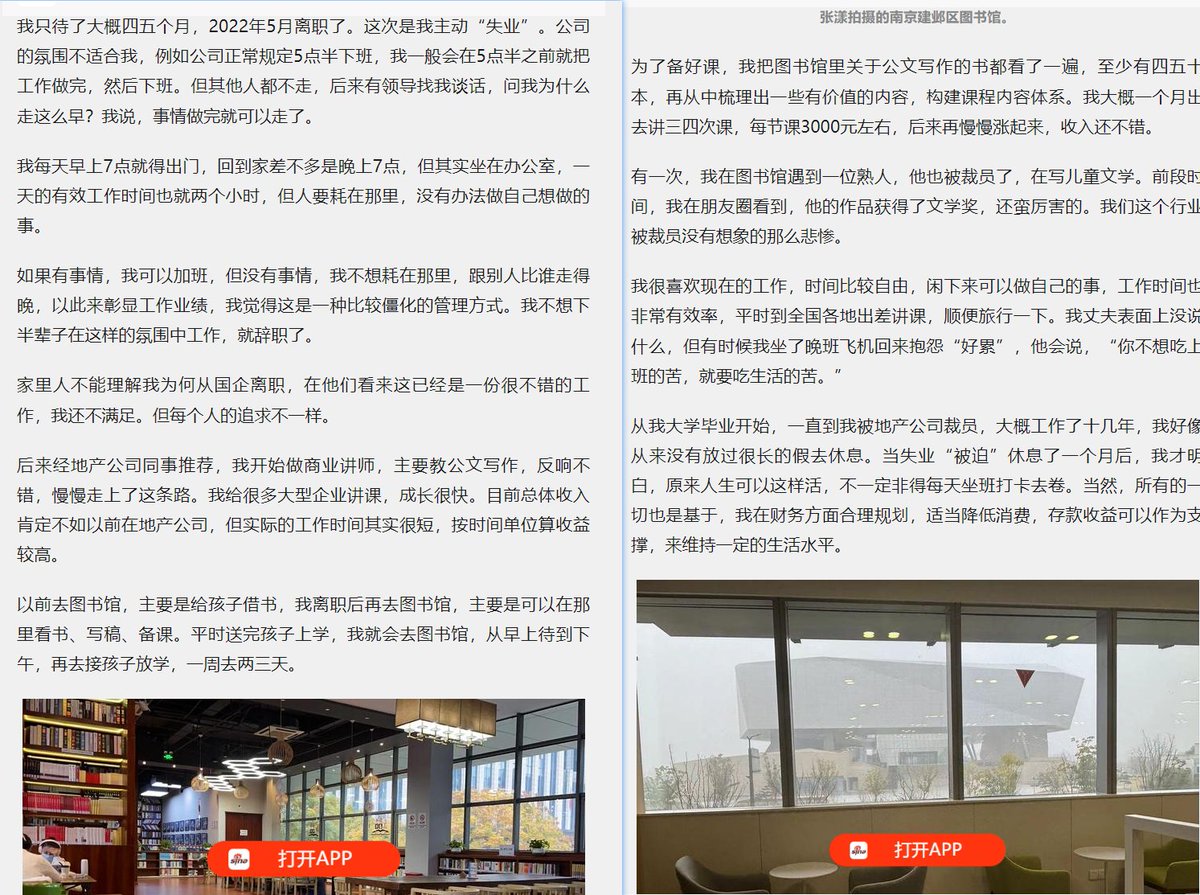 我只待了大概四五个月，2022年5月离职了。这次是我主动“失业”。公司
的氛围不适合我，例如公司正常规定5点半下班，我一般会在5点半之前就把
工作做完，然后下班。但其他人都不走，后来有领导找我谈话，问我为什么
走这么早？我说，事情做完就可以走了。
我每天早上7点就得出门，回到家差不多是晚上7点，但其实坐在办公室，一
天的有效工作时间也就两个小时，但人要耗在那里，没有办法做自己想做的
事。
如果有事情，我可以加班，但没有事情，我不想耗在那里，跟别人比谁走得
晚，以此来彰显工作业绩，我觉得这是一种比较僵化的管理方式。我不想下
半辈子在这样的氛围中工作，就辞职了。
家里人不能理解我为何从国企离职，在他们看来这已经是一份很不错的工
作，我还不满足。但每个人的追求不一样。
后来经地产公司同事推荐，我开始做商业讲师，主要教公文写作，反响不
错，慢慢走上了这条路。我给很多大型企业讲课，成长很快。目前总体收入
肯定不如以前在地产公司，但实际的工作时间其实很短，按时间单位算收益
较高。
以前去图书馆，主要是给孩子借书，我离职后再去图书馆，主要是可以在那
里看书、写稿、备课。平时送完孩子上学，我就会去图书馆，从早上待到下
午，再去接孩子放学，一周去两三天。
sina
打开APP
张漾拍摄的南京建邺区图书馆。
为了备好课，我把图书馆里关于公文写作的书都看了一遍，至少有四五十
本，再从中梳理出一些有价值的内容，构建课程内容体系。我大概一个月出
去讲三四次课，每节课3000元左右，后来再慢慢涨起来，收入还不错。
有一次，我在图书馆遇到一位熟人，他也被裁员了，在写儿童文学。前段时
间，我在朋友圈看到，他的作品获得了文学奖，还蛮厉害的。我们这个行业
被裁员没有想象的那么悲惨。
我很喜欢现在的工作，时间比较自由，闲下来可以做自己的事，工作时间也
非常有效率，平时到全国各地出差讲课，顺便旅行一下。我丈夫表面上没说
什么，但有时候我坐了晚班飞机回来抱怨“好累”，他会说，“你不想吃上
班的苦，就要吃生活的苦。”
从我大学毕业开始，一直到我被地产公司裁员，大概工作了十几年，我好像
从来没有放过很长的假去休息。当失业“被迫”休息了一个月后，我才明
白，原来人生可以这样活，不一定非得每天坐班打卡去卷。当然，所有的一
切也是基于，我在财务方面合理规划，适当降低消费，存款收益可以作为支
撑，来维持一定的生活水平。
sina
打开APP